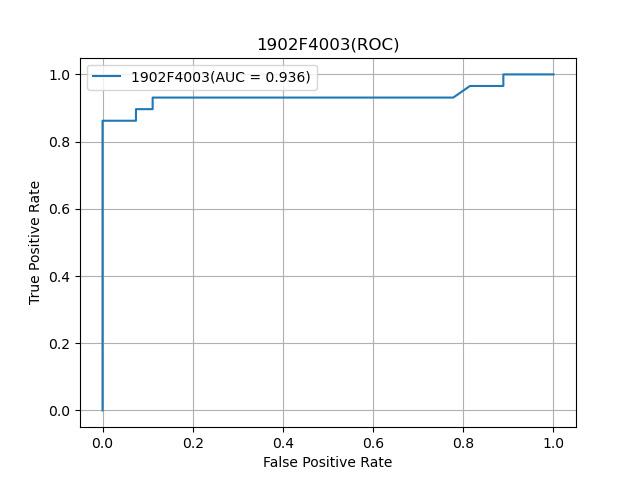 1902F4003(ROC)
1902F4003(AUC = 0.936)
True Positive Rate
1.0
0.8
0.6
0.4
0.2
0.0
0.0 0.2 0.4 0.6 0.8 1.0
False Positive Rate